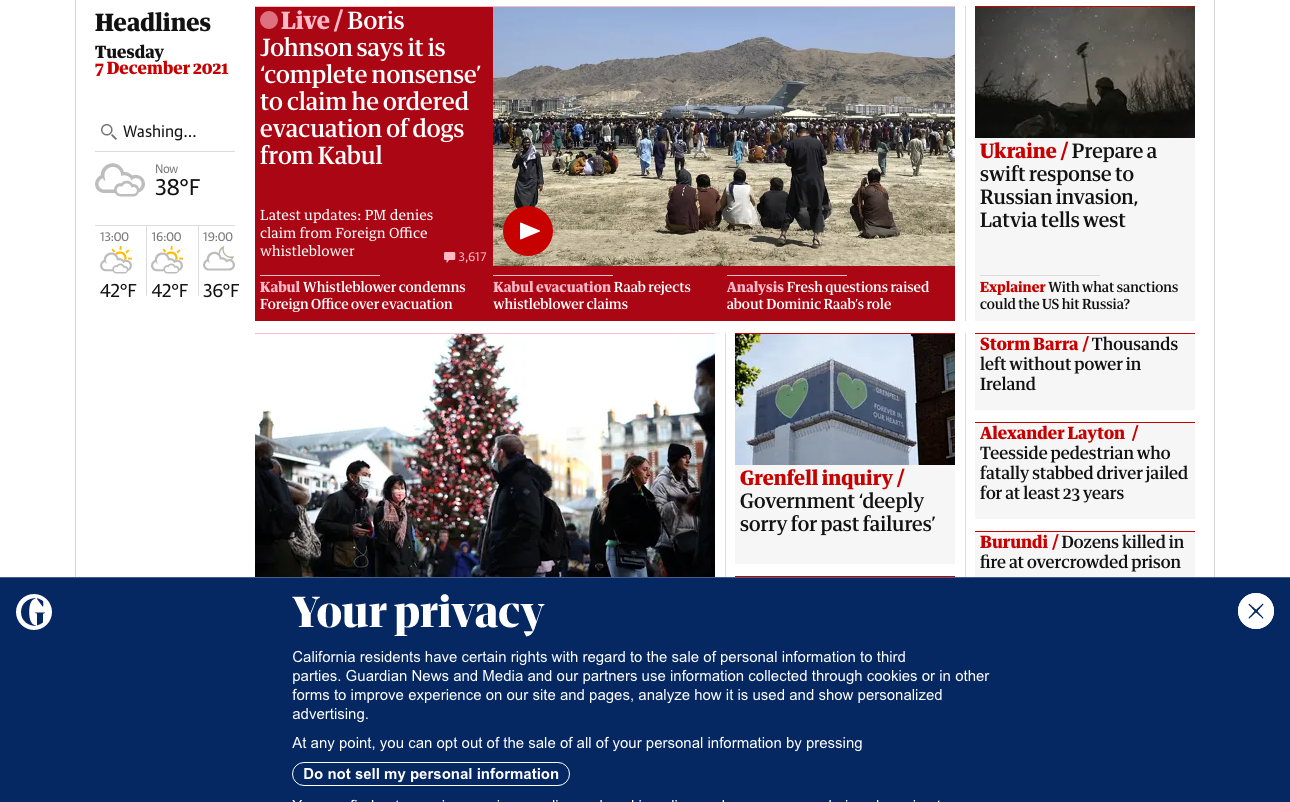 Headlines
Tuesday
7 December 2021
Washing...
Now
38°F
13:00
16:00
19:00
42°F
42°F
36°F
Live / Boris
Johnson says it is
‘complete nonsense’
to claim he ordered
evacuation of dogs
from Kabul
Latest updates: PM denies
claim from Foreign Office
whistleblower
3,617
Kabul Whistleblower condemns
Foreign Office over evacuation
Kabul evacuation Raab rejects
whistleblower claims
Analysis Fresh questions raised
about Dominic Raab’s role
Ukraine / Prepare a
swift response to
Russian invasion,
Latvia tells west
Explainer With what sanctions
could the US hit Russia?
GRENFELL
FOREVER IN
OUR HEARTS
Grenfell inquiry /
Government ‘deeply
sorry for past failures’
Storm Barra / Thousands
left without power in
Ireland
Alexander Layton /
Teesside pedestrian who
fatally stabbed driver jailed
for at least 23 years
Burundi / Dozens killed in
fire at overcrowded prison
Your privacy
California residents have certain rights with regard to the sale of personal information to third
parties. Guardian News and Media and our partners use information collected through cookies or in other
forms to improve experience on our site and pages, analyze how it is used and show personalized
advertising.
At any point, you can opt out of the sale of all of your personal information by pressing
Do not sell my personal information